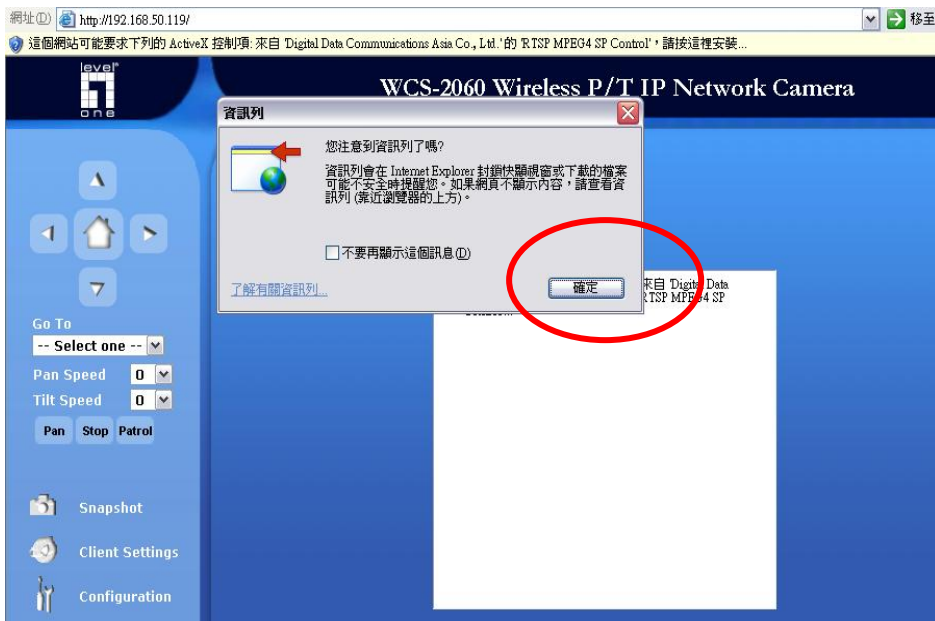 網址(D) http://192.168.50.119/ 移至
這個網站可能要求下列的 ActiveX 控制項: 來自 'Digital Data Communications Asia Co., Ltd.'的 'RTSP MPEG4 SP Control'，請按這裡安裝...
level
one
WCS-2060 Wireless P/T IP Network Camera
資訊列
您注意到資訊列了嗎?
資訊列會在 Internet Explorer 封鎖快顯視窗或下載的檔案
可能不安全時提醒您。如果網頁不顯示內容，請查看資
訊列 (靠近瀏覽器的上方)。
不要再顯示這個訊息(D)
了解有關資訊列...
確定
來自 'Digital Data
RTSP MPEG4 SP
Go To
-- Select one --
Pan Speed 0
Tilt Speed 0
Pan Stop Patrol
Snapshot
Client Settings
Configuration